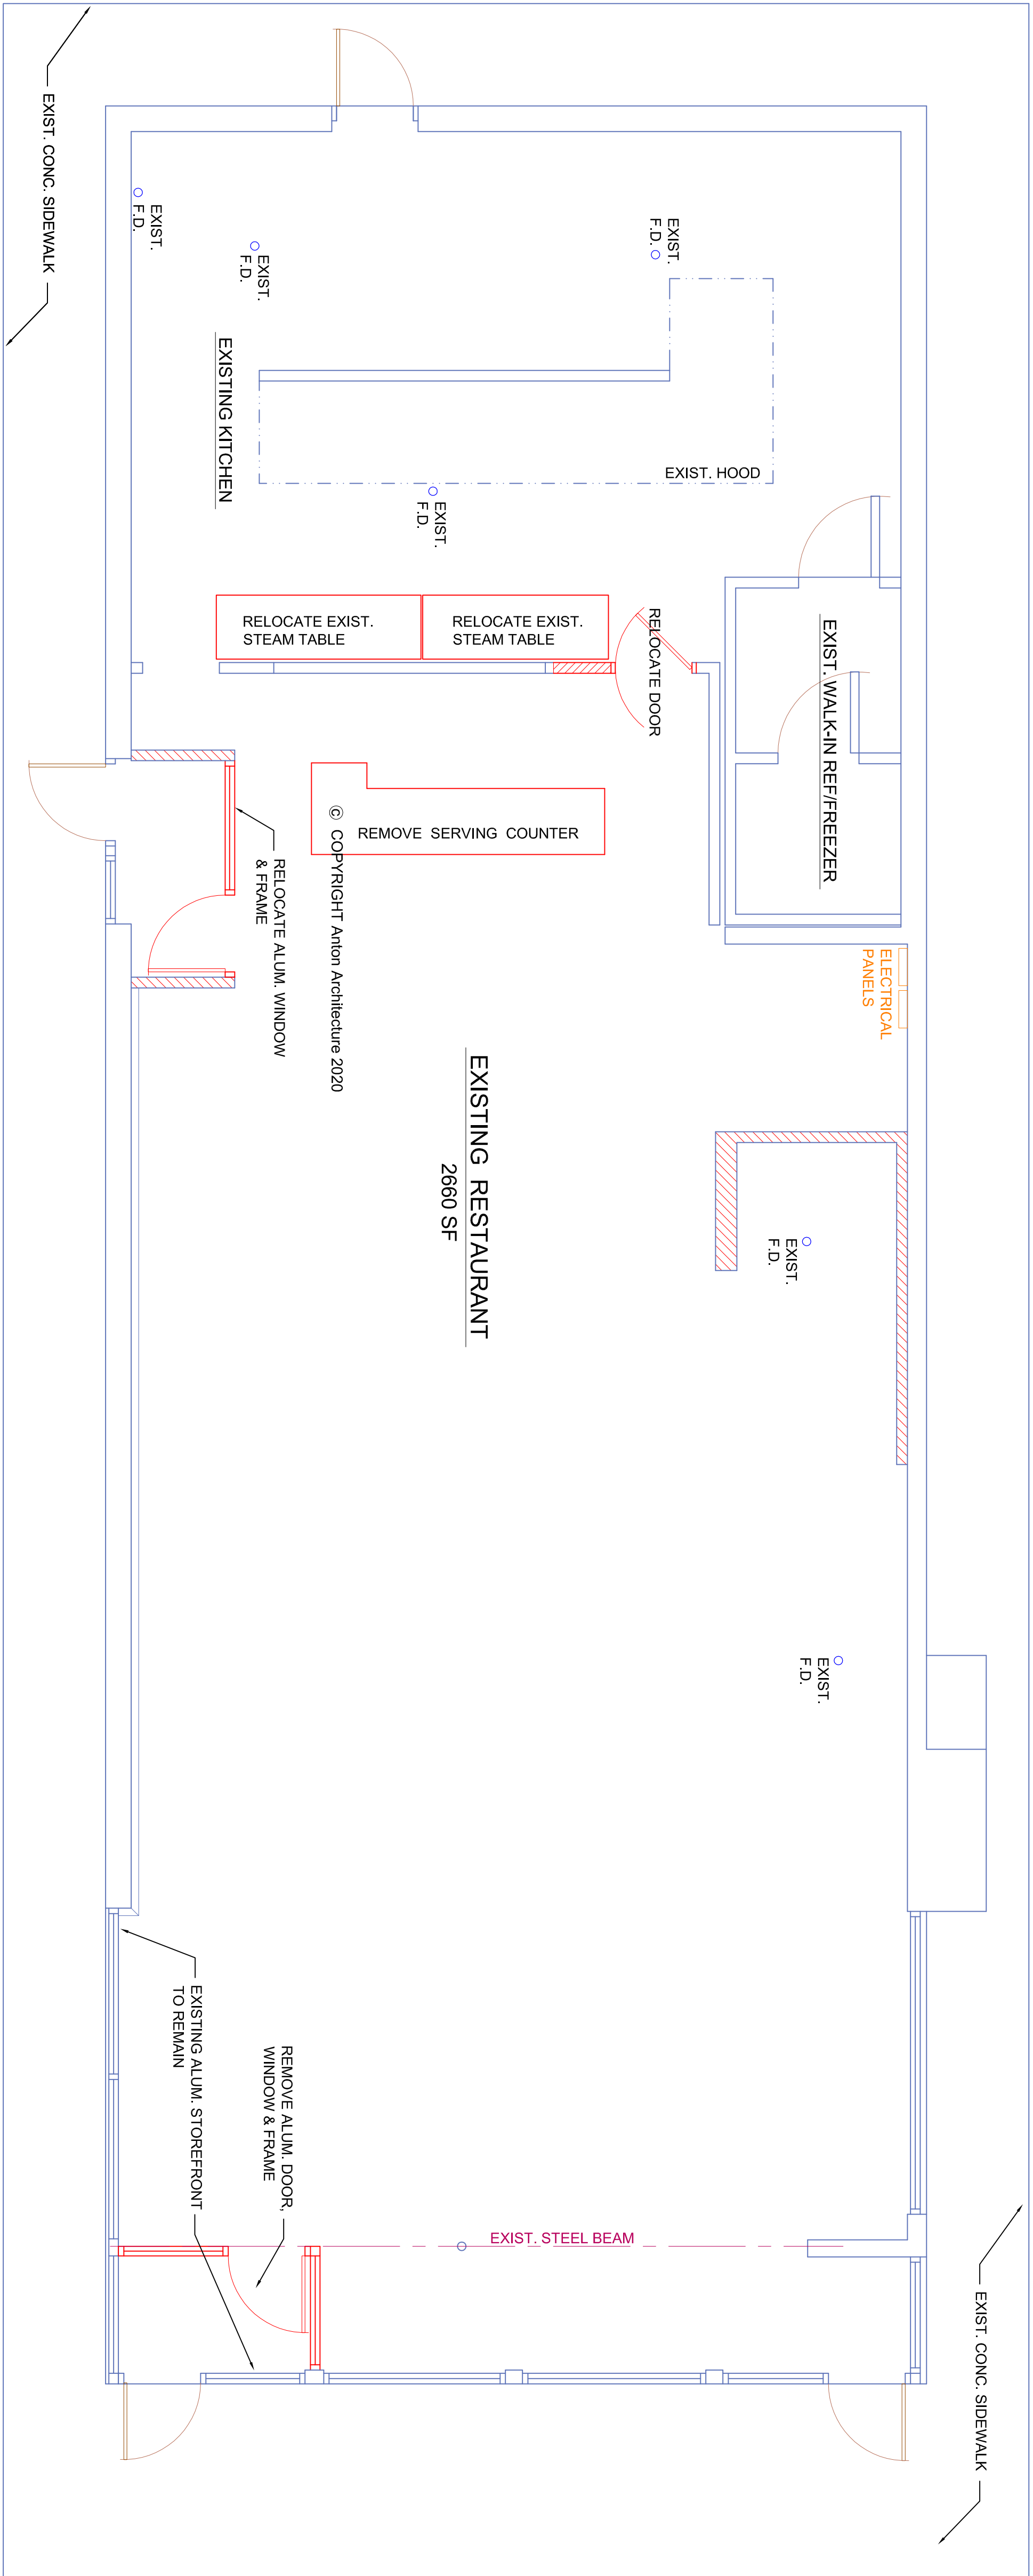 EXIST. CONC. SIDEWALK
EXIST.
F.D.
EXIST.
F.D.
EXIST.
F.D.
EXISTING KITCHEN
EXIST. HOOD
EXIST.
F.D.
RELOCATE EXIST.
STEAM TABLE
RELOCATE EXIST.
STEAM TABLE
RELOCATE DOOR
EXIST. WALK-IN REF/FREEZER
REMOVE SERVING COUNTER
© COPYRIGHT Anton Architecture 2020
RELOCATE ALUM. WINDOW
& FRAME
ELECTRICAL
PANELS
EXISTING RESTAURANT
2660 SF
EXIST.
F.D.
EXIST.
F.D.
EXISTING ALUM. STOREFRONT
TO REMAIN
REMOVE ALUM. DOOR,
WINDOW & FRAME
EXIST. STEEL BEAM
EXIST. CONC. SIDEWALK